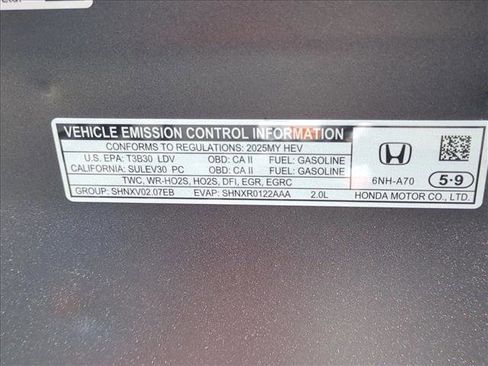 VEHICLE EMISSION CONTROL INFORMATION
CONFORMS TO REGULATIONS: 2025MY HEV
U.S. EPA: T3B30 LDV OBD: CA II FUEL: GASOLINE
CALIFORNIA: SULEV30 PC OBD: CA II FUEL: GASOLINE
TWC, WR-HO2S, HO2S, DFI, EGR, EGRC
GROUP: SHNXV02.07EB EVAP: SHNXR0122AAA 2.0L
6NH-A70 5·9
HONDA MOTOR CO., LTD.